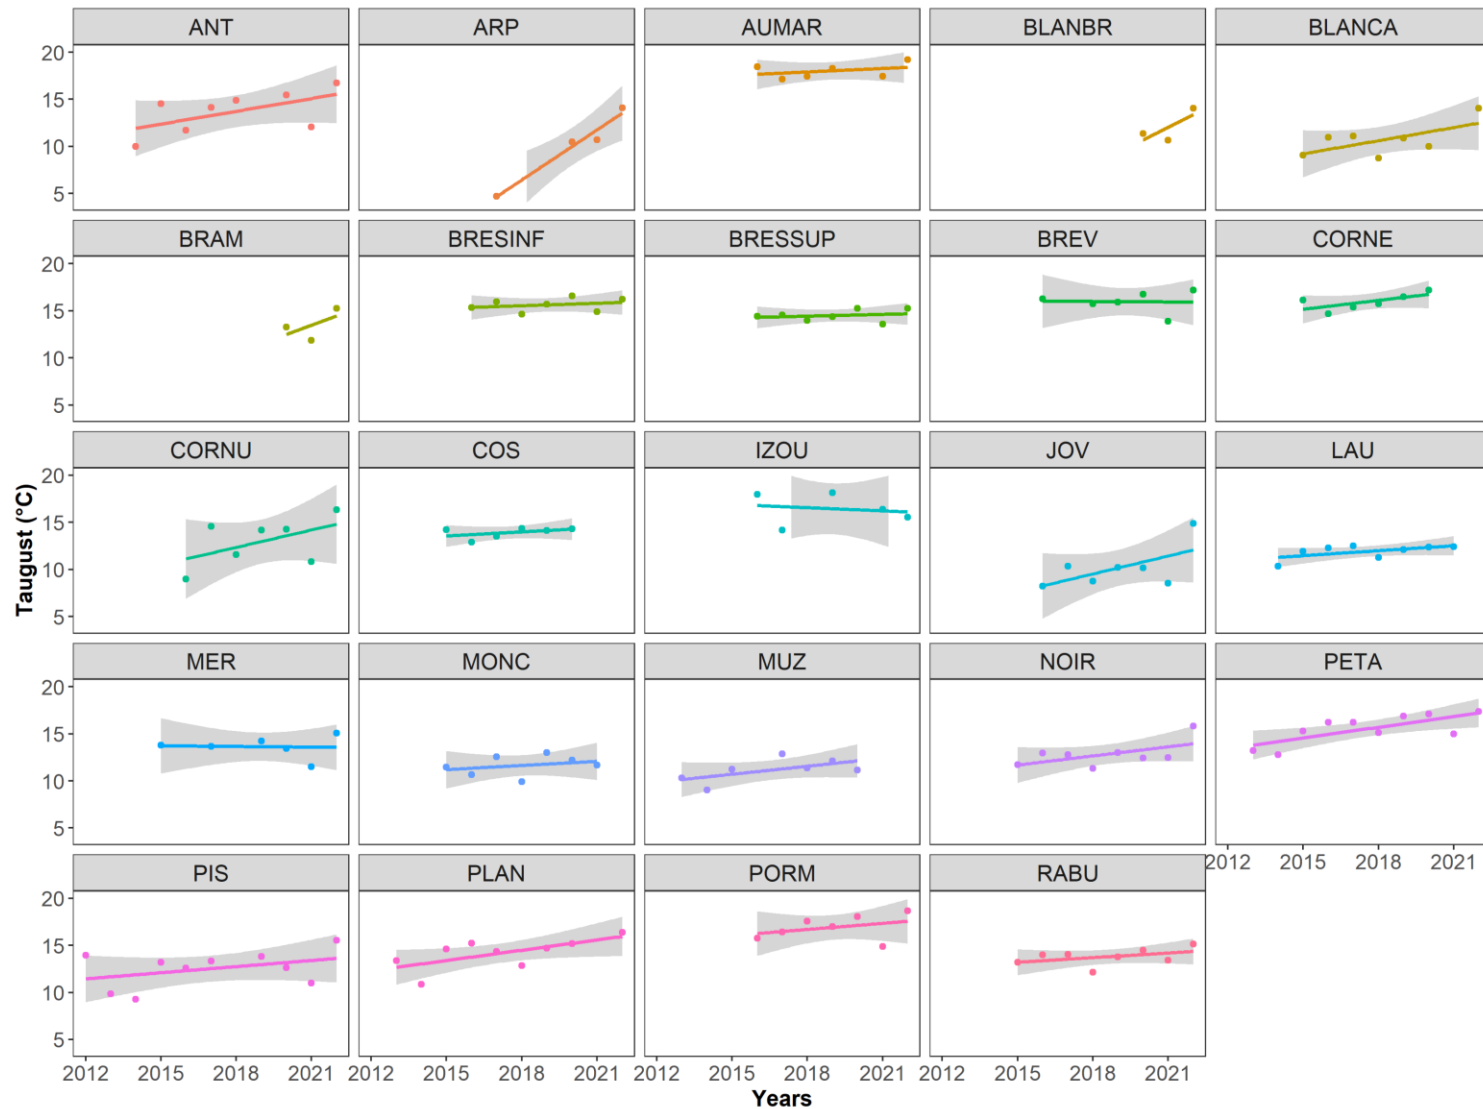 ANT ARP AUMAR BLANBR BLANCA
20
15
10
5
BRAM BRESINF BRESSUP BREV CORNE
20
15
10
5
CORNU COS IZOU JOV LAU
20
15
10
5
Taugust (°C)
MER MONC MUZ NOIR PETA
20
15
10
5
2012 2015 2018 2021
PIS PLAN PORM RABU
20
15
10
5
2012 2015 2018 2021 2012 2015 2018 2021 2012 2015 2018 2021 2012 2015 2018 2021
Years